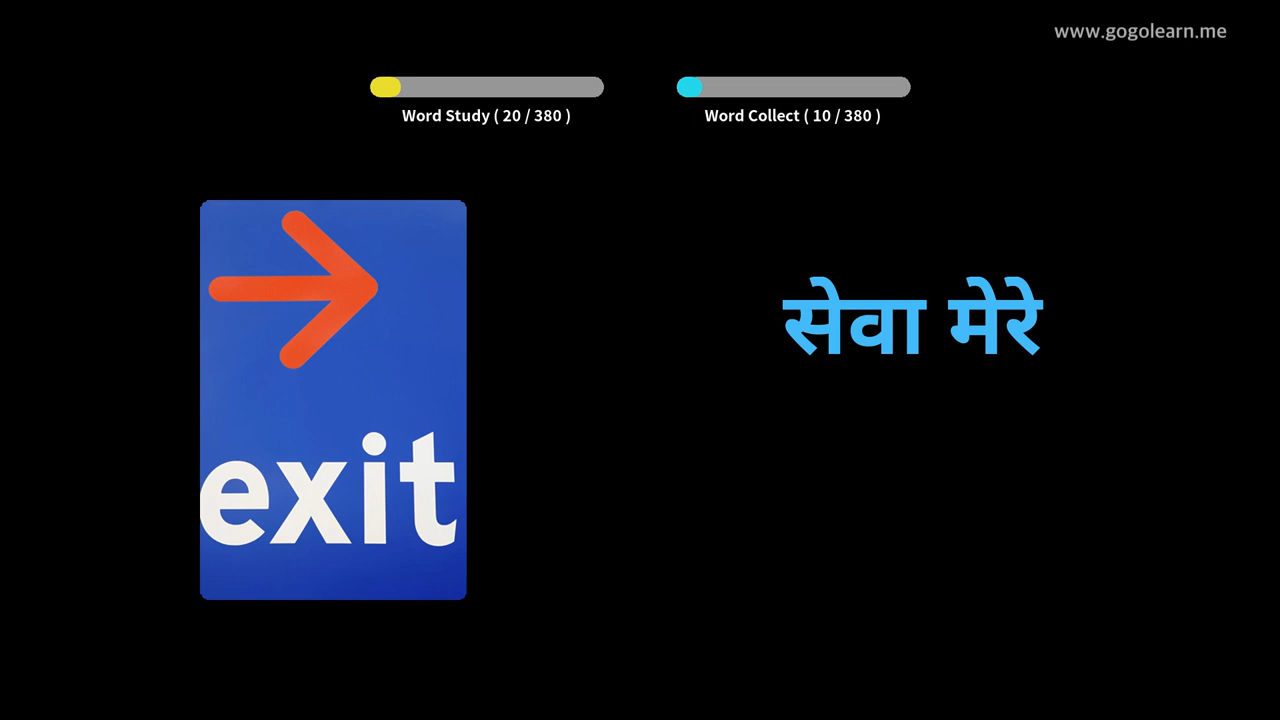 www.gogolearn.me
Word Study ( 20 / 380 )
Word Collect ( 10 / 380 )
सेवा मेरे
exit